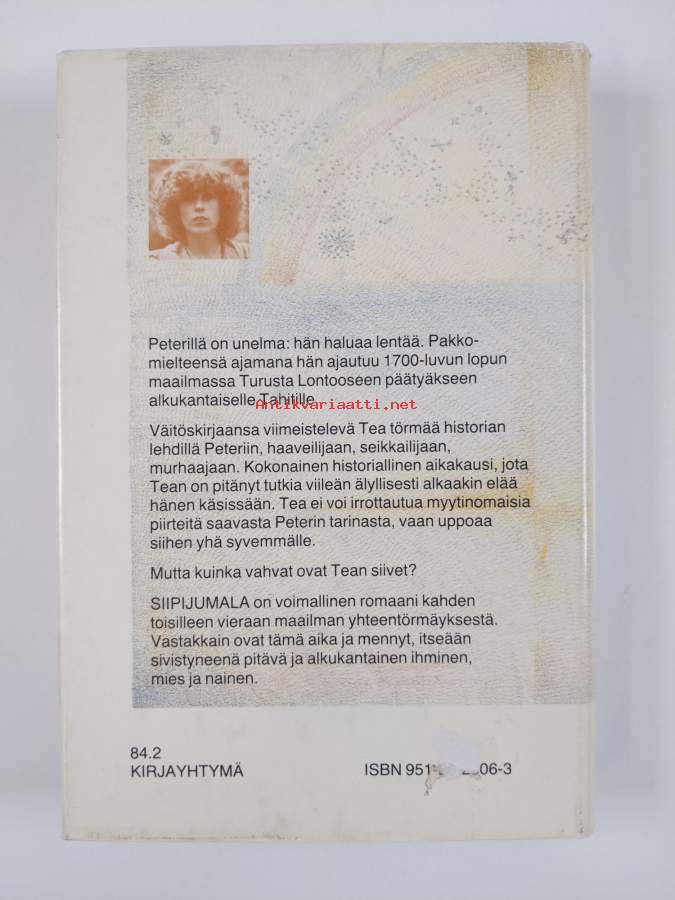 Peterillä on unelma: hän haluaa lentää. Pakko-
mielteensä ajamana hän ajautuu 1700-luvun lopun
maailmassa Turusta Lontooseen päätyäkseen
alkukantaiselle Tahitille.
Antikvariaatti.net
Väitöskirjaansa viimeistelevä Tea törmää historian
lehdillä Peteriin, haaveilijaan, seikkailijaan,
murhaajaan. Kokonainen historiallinen aikakausi, jota
Tean on pitänyt tutkia viileän älyllisesti alkaakin elää
hänen käsissään. Tea ei voi irrottautua myytinomaisia
piirteitä saavasta Peterin tarinasta, vaan uppoaa
siihen yhä syvemmälle.
Mutta kuinka vahvat ovat Tean siivet?
SIIPIJUMALA on voimallinen romaani kahden
toisilleen vieraan maailman yhteentörmäyksestä.
Vastakkain ovat tämä aika ja mennyt, itseään
sivistyneenä pitävä ja alkukantainen ihminen,
mies ja nainen.
84.2
KIRJAYHTYMÄ
ISBN 951 06-3